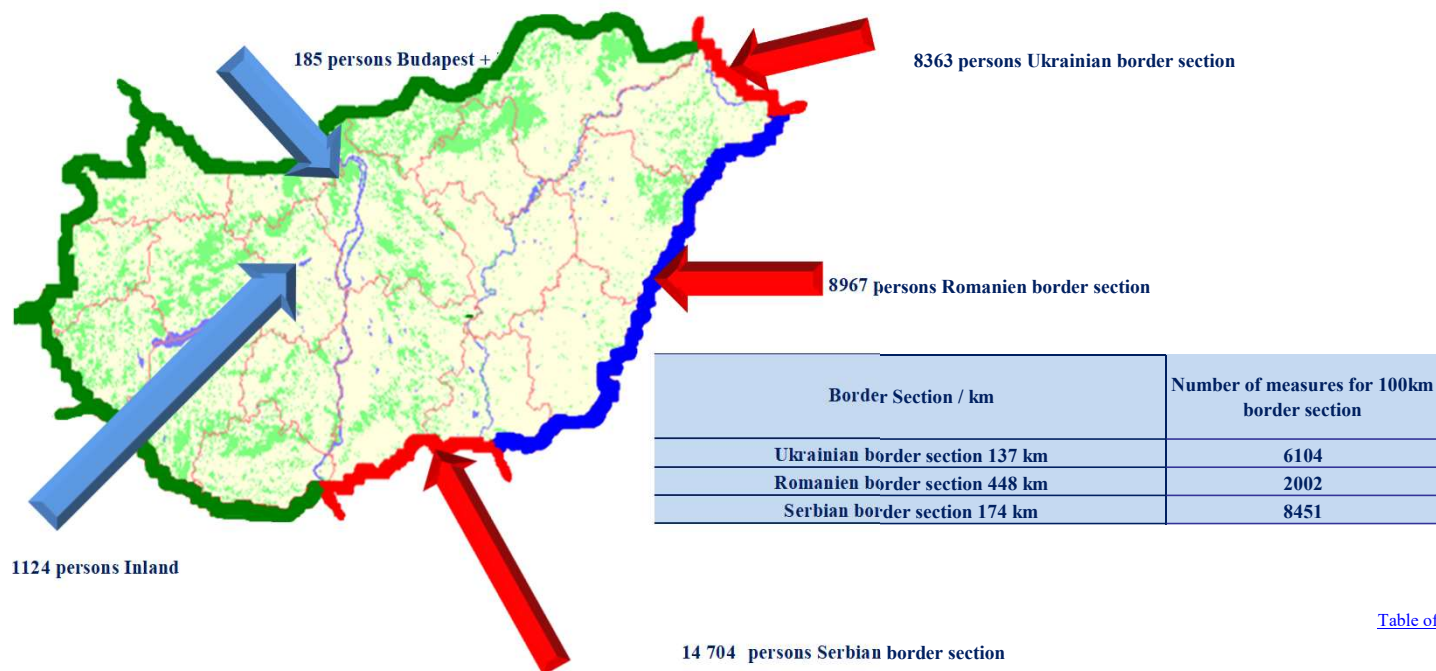 185 persons Budapest +
8363 persons Ukrainian border section
8967 persons Romanien border section
Border Section / km
Number of measures for 100km
border section
Ukrainian border section 137 km
6104
Romanien border section 448 km
2002
Serbian border section 174 km
8451
1124 persons Inland
Table of
14 704 persons Serbian border section